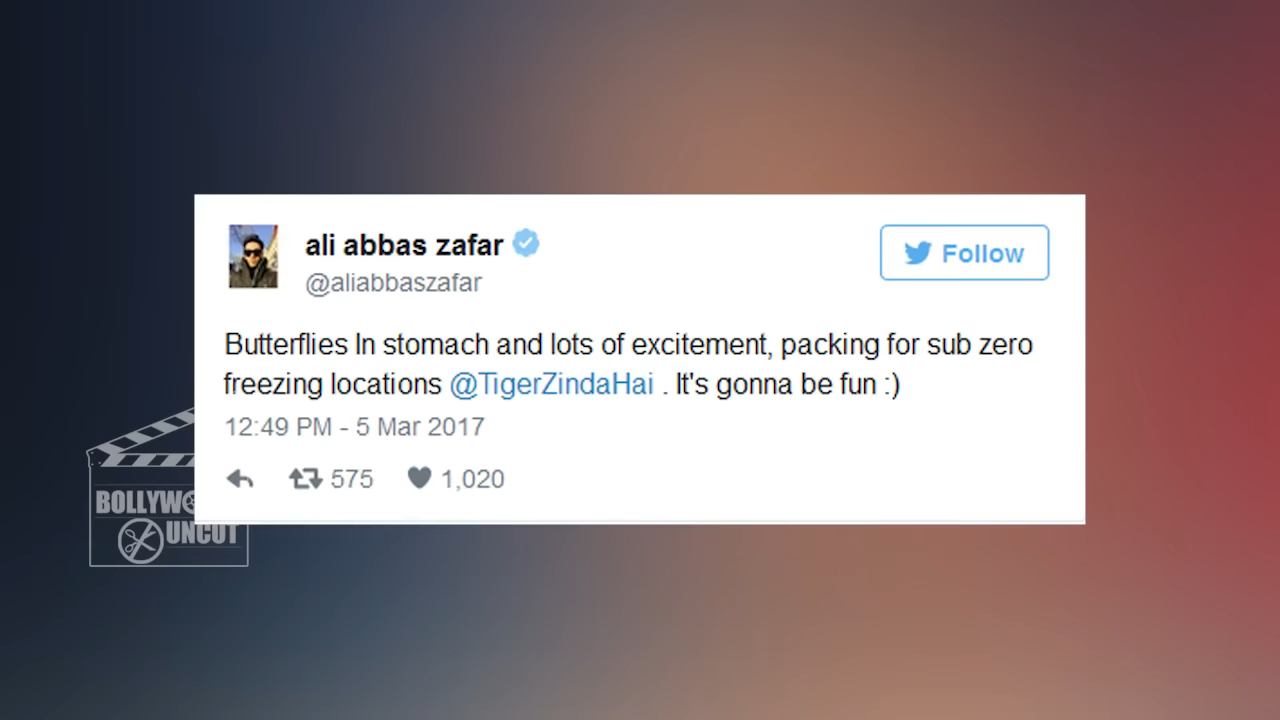 ali abbas zafar
@aliabbaszafar
Follow
Butterflies In stomach and lots of excitement, packing for sub zero
freezing locations @TigerZindaHai . It's gonna be fun :)
12:49 PM - 5 Mar 2017
575 1,020
UNCUT